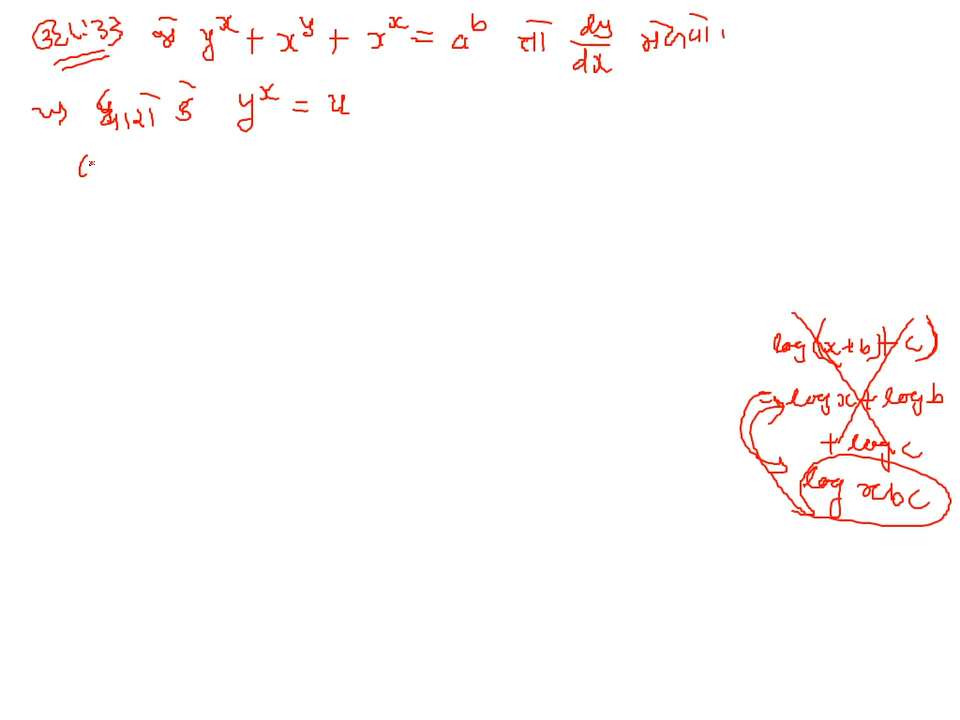 ઉદા:33 જો y^x + x^y + x^x = a^b તો dy/dx મેળવો.
→ ધારો કે y^x = u
(
log(x+b)+c)
= log x + log b
+ log c
log xbc